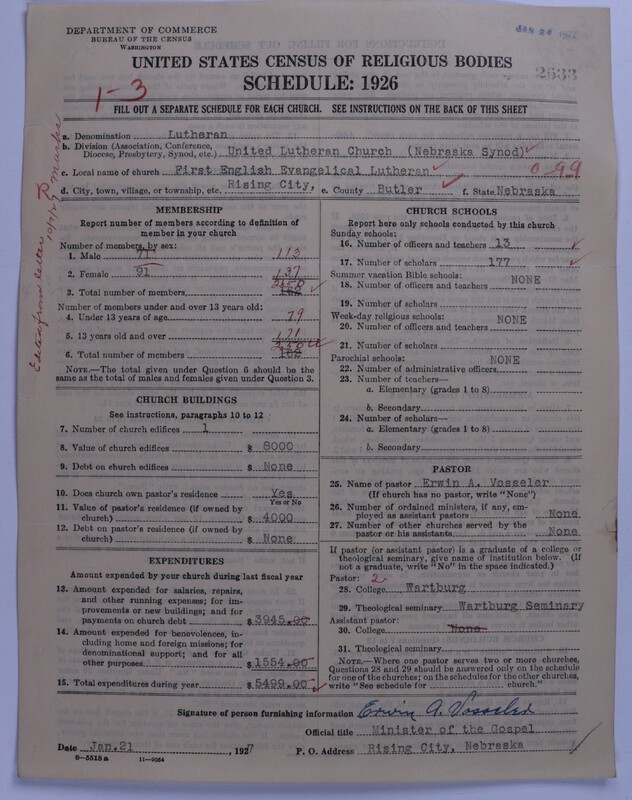 DEPARTMENT OF COMMERCE
BUREAU OF THE CENSUS
WASHINGTON
JAN 24
UNITED STATES CENSUS OF RELIGIOUS BODIES
SCHEDULE: 1926
2633
1-3
FILL OUT A SEPARATE SCHEDULE FOR EACH CHURCH. SEE INSTRUCTIONS ON THE BACK OF THIS SHEET
a. Denomination Lutheran
b. Division (Association, Conference, Diocese, Presbytery, Synod, etc.) United Lutheran Church (Nebraska Synod)
c. Local name of church First English Evangelical Lutheran 0-99
d. City, town, village, or township, etc. Rising City, e. County Butler f. State Nebraska
MEMBERSHIP
Report number of members according to definition of
member in your church
Number of members, by sex:
1. Male 71 113
2. Female 91 137
3. Total number of members 162 250
Number of members under and over 13 years old:
4. Under 13 years of age 79
5. 13 years old and over 171
6. Total number of members 162 250
NOTE.—The total given under Question 6 should be
same as the total of males and females given under Question 3.
CHURCH BUILDINGS
See instructions, paragraphs 10 to 12
7. Number of church edifices 1
8. Value of church edifices $ 8000
9. Debt on church edifices $ None
10. Does church own pastor's residence Yes
Yes or No
11. Value of pastor's residence (if owned by
church) $ 4000
12. Debt on pastor's residence (if owned by
church) $ None
EXPENDITURES
Amount expended by your church during last fiscal year
13. Amount expended for salaries, repairs,
and other running expenses; for im-
provements or new buildings; and for
payments on church debt $ 3945.00
14. Amount expended for benevolences, in-
cluding home and foreign missions; for
denominational support; and for all
other purposes $ 1554.00
15. Total expenditures during year $ 5499.00
CHURCH SCHOOLS
Report here only schools conducted by this church
Sunday schools:
16. Number of officers and teachers 13
17. Number of scholars 177
Summer vacation Bible schools:
18. Number of officers and teachers NONE
19. Number of scholars
Week-day religious schools:
20. Number of officers and teachers NONE
21. Number of scholars
Parochial schools: NONE
22. Number of administrative officers
23. Number of teachers—
a. Elementary (grades 1 to 8)
b. Secondary
24. Number of scholars—
a. Elementary (grades 1 to 8)
b. Secondary
PASTOR
25. Name of pastor Erwin A. Vosseler
(If church has no pastor, write "None")
26. Number of ordained ministers, if any, em-
ployed as assistant pastors None
27. Number of other churches served by the
pastor or his assistants None
If pastor (or assistant pastor) is a graduate of a college or
theological seminary, give name of institution below. (If
not a graduate, write "No" in the space indicated.)
Pastor: 2
28. College Wartburg
29. Theological seminary Wartburg Seminary
Assistant pastor:
30. College None
31. Theological seminary
NOTE.—Where one pastor serves two or more churches,
Questions 28 and 29 should be answered only on the schedule
for one of the churches; on the schedules for the other churches,
write "See schedule for church."
Signature of person furnishing information Erwin A. Vosseler
Official title Minister of the Gospel
Date Jan. 21, 1927 P. O. Address Rising City, Nebraska
8—5518 a 11—9054